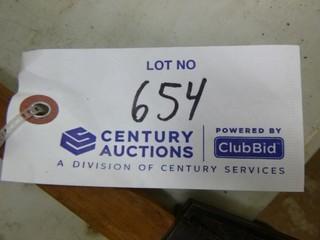 LOT NO
654
CENTURY
AUCTIONS
POWERED BY
ClubBid
A DIVISION OF CENTURY SERVICES